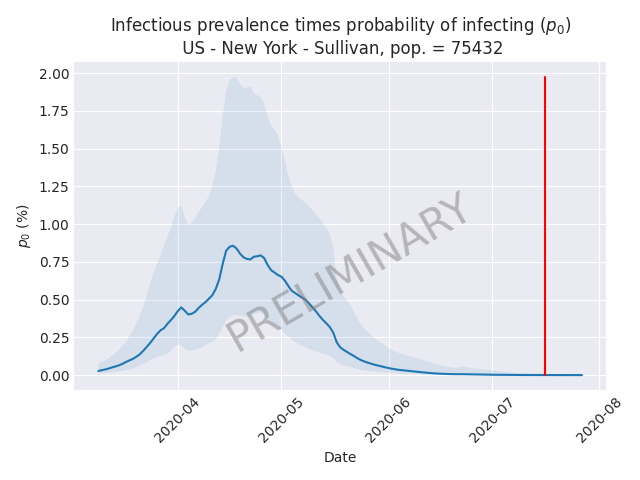 Infectious prevalence times probability of infecting (p₀)
US - New York - Sullivan, pop. = 75432
2.00
1.75
1.50
1.25
1.00
0.75
0.50
0.25
0.00
p₀ (%)
PRELIMINARY
2020-04
2020-05
2020-06
2020-07
2020-08
Date